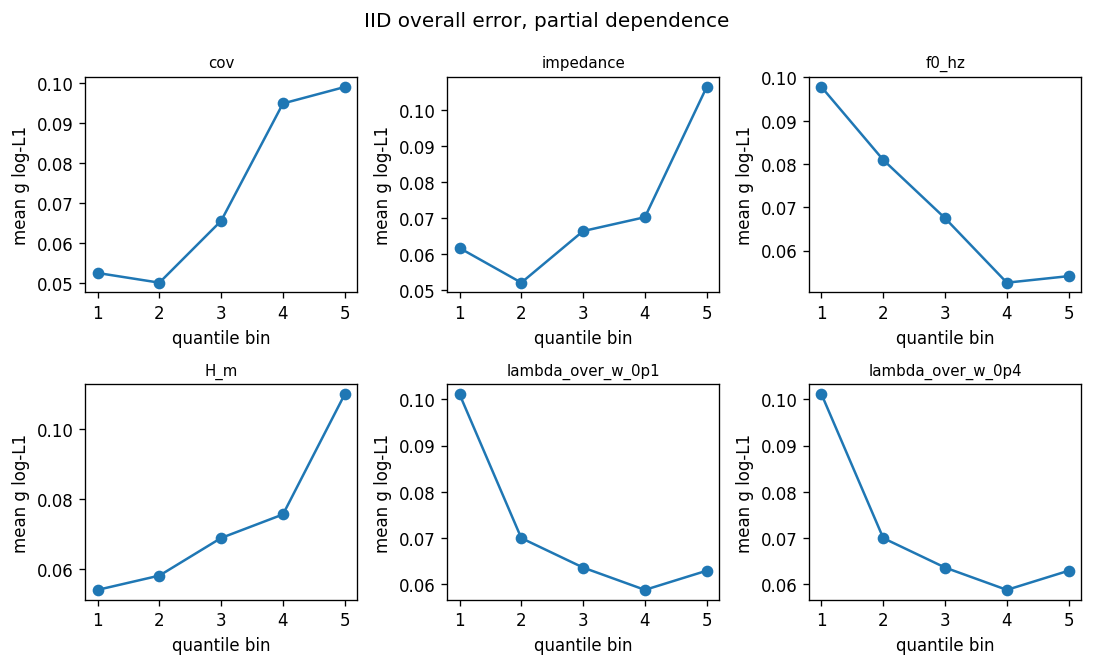 IID overall error, partial dependence
cov
mean g log-L1
0.10
0.09
0.08
0.07
0.06
0.05
1 2 3 4 5
quantile bin
impedance
mean g log-L1
0.10
0.09
0.08
0.07
0.06
0.05
1 2 3 4 5
quantile bin
f0_hz
mean g log-L1
0.10
0.09
0.08
0.07
0.06
1 2 3 4 5
quantile bin
H_m
mean g log-L1
0.10
0.08
0.06
1 2 3 4 5
quantile bin
lambda_over_w_0p1
mean g log-L1
0.10
0.09
0.08
0.07
0.06
1 2 3 4 5
quantile bin
lambda_over_w_0p4
mean g log-L1
0.10
0.09
0.08
0.07
0.06
1 2 3 4 5
quantile bin